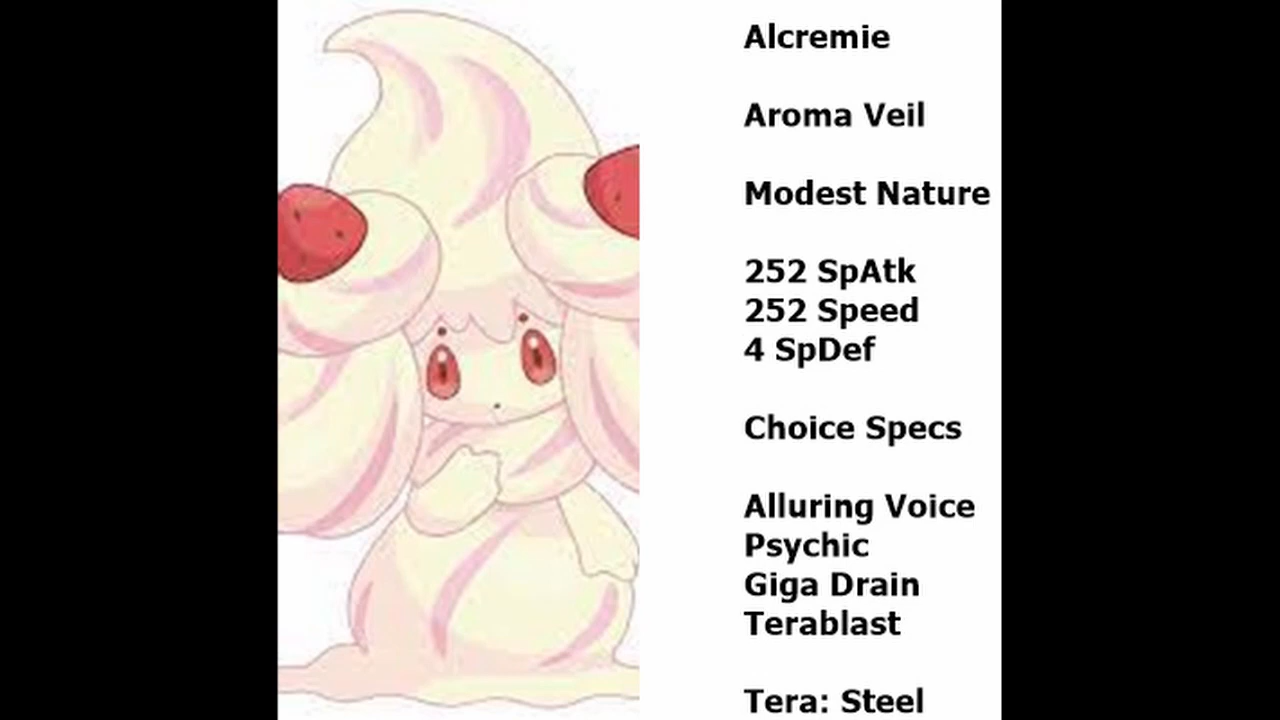 Alcremie
Aroma Veil
Modest Nature
252 SpAtk
252 Speed
4 SpDef
Choice Specs
Alluring Voice
Psychic
Giga Drain
Terablast
Tera: Steel